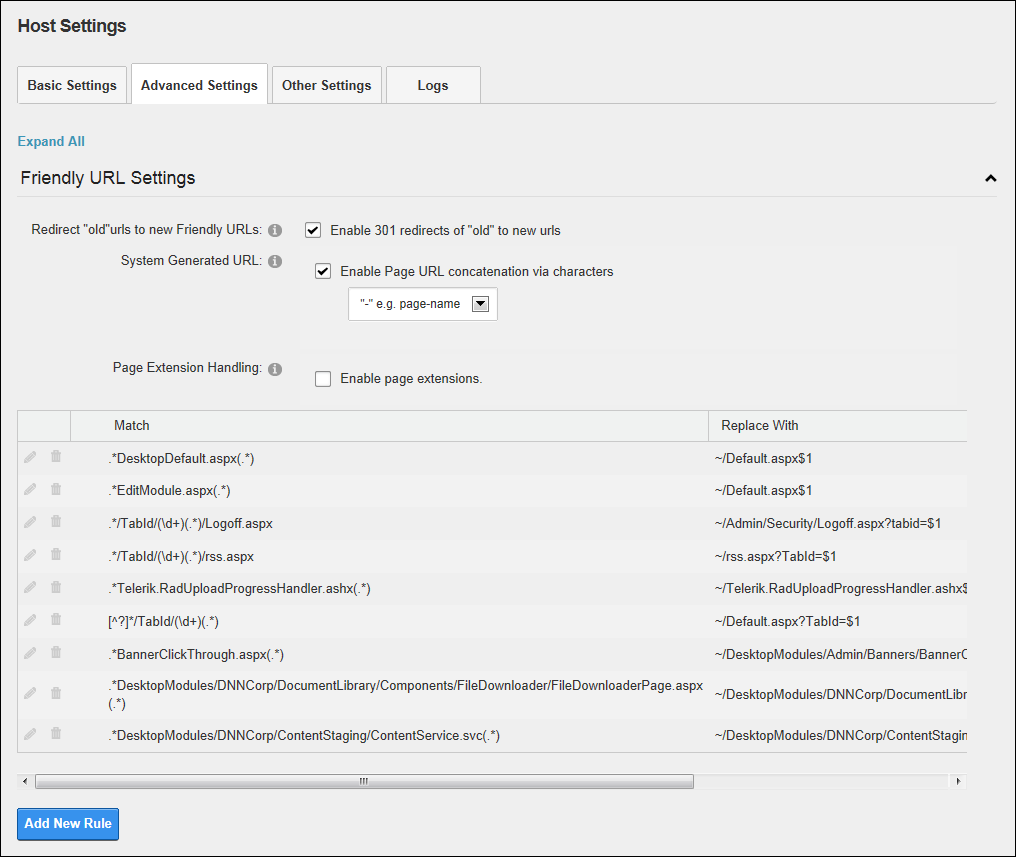 Host Settings
Basic Settings
Advanced Settings
Other Settings
Logs
Expand All
Friendly URL Settings
Redirect "old"urls to new Friendly URLs:
Enable 301 redirects of "old" to new urls
System Generated URL:
Enable Page URL concatenation via characters
"-" e.g. page-name
Page Extension Handling:
Enable page extensions.
Match
Replace With
.*DesktopDefault.aspx(.*)
~/Default.aspx$1
.*EditModule.aspx(.*)
~/Default.aspx$1
.*/TabId/(\d+)(.*)/Logoff.aspx
~/Admin/Security/Logoff.aspx?tabid=$1
.*/TabId/(\d+)(.*)/rss.aspx
~/rss.aspx?TabId=$1
.*Telerik.RadUploadProgressHandler.ashx(.*)
~/Telerik.RadUploadProgressHandler.ashx$
[^?]*/TabId/(\d+)(.*)
~/Default.aspx?TabId=$1
.*BannerClickThrough.aspx(.*)
~/DesktopModules/Admin/Banners/BannerC
.*DesktopModules/DNNCorp/DocumentLibrary/Components/FileDownloader/FileDownloaderPage.aspx
(.*)
~/DesktopModules/DNNCorp/DocumentLibr
.*DesktopModules/DNNCorp/ContentStaging/ContentService.svc(.*)
~/DesktopModules/DNNCorp/ContentStagin
Add New Rule